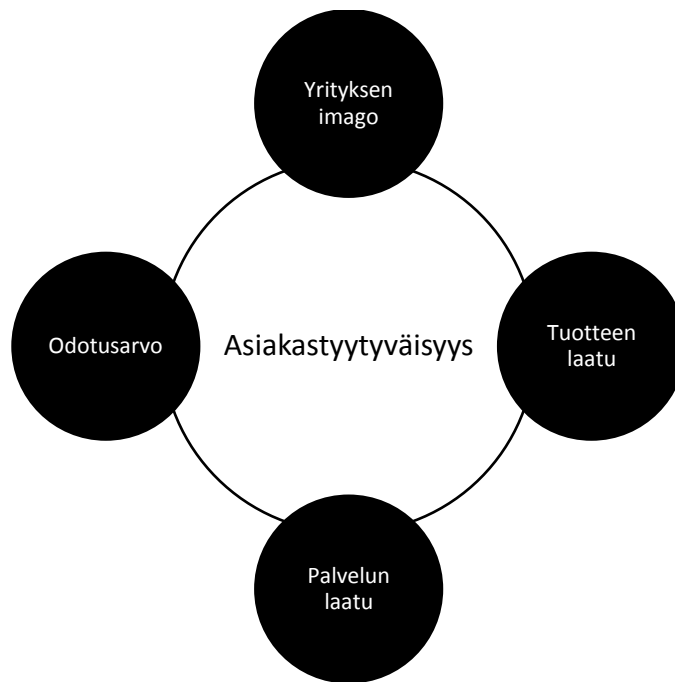 Yrityksen
imago
Odotusarvo
Asiakastyytyväisyys
Tuotteen
laatu
Palvelun
laatu